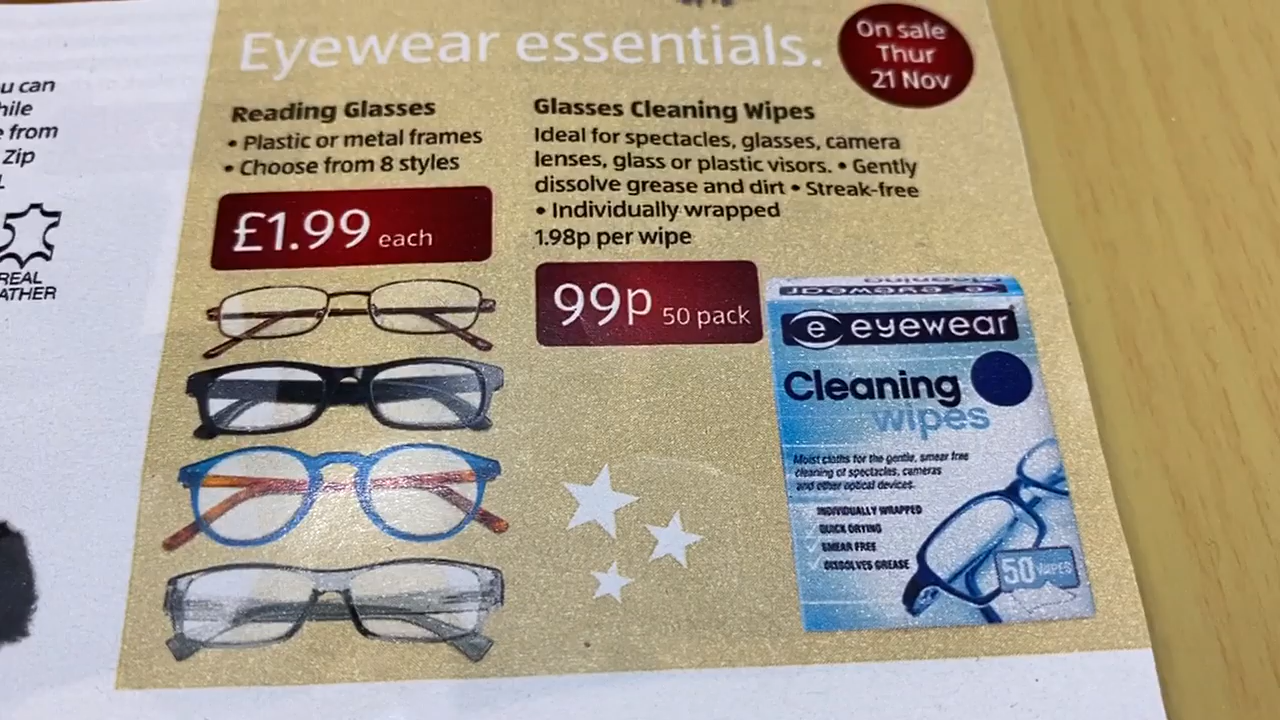 u can
hile
e from
Zip
REAL
ATHER
Eyewear essentials.
On sale
Thur
21 Nov
Reading Glasses
• Plastic or metal frames
• Choose from 8 styles
£1.99 each
Glasses Cleaning Wipes
Ideal for spectacles, glasses, camera
lenses, glass or plastic visors. • Gently
dissolve grease and dirt • Streak-free
• Individually wrapped
1.98p per wipe
99p 50 pack
cleaning
eyewear
e eyewear
Cleaning
wipes
Moist cloths for the gentle, smear free
cleaning of spectacles, cameras
and other optical devices.
INDIVIDUALLY WRAPPED
QUICK DRYING
SMEAR FREE
DISSOLVES GREASE
50 WIPES